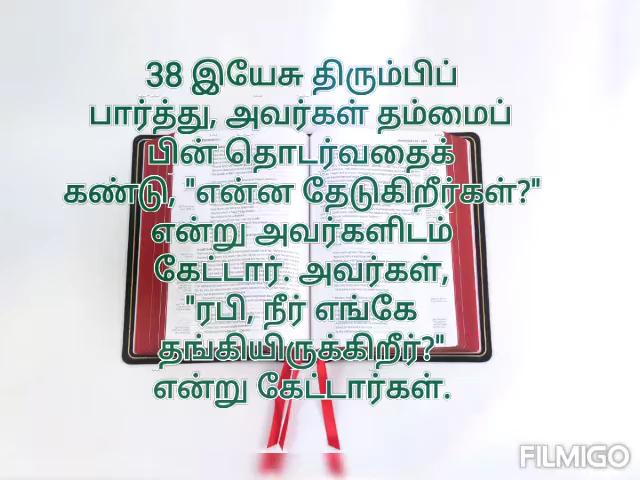 38 இயேசு திரும்பிப்
பார்த்து, அவர்கள் தம்மைப்
பின் தொடர்வதைக்
கண்டு, "என்ன தேடுகிறீர்கள்?"
என்று அவர்களிடம்
கேட்டார். அவர்கள்,
"ரபி, நீர் எங்கே
தங்கியிருக்கிறீர்?"
என்று கேட்டார்கள்.
FILMIGO